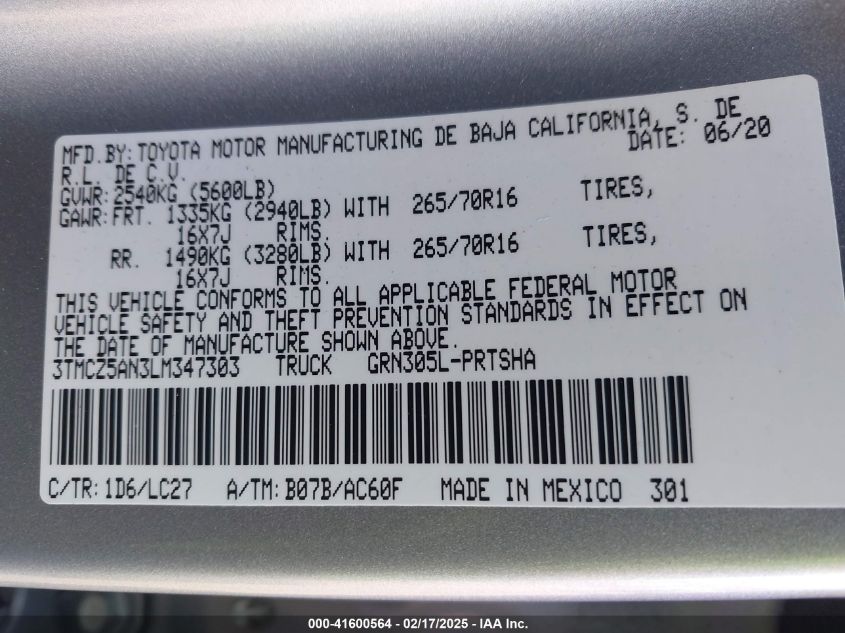 MFD.BY:TOYOTA MOTOR MANUFACTURING DE BAJA CALIFORNIA, S. DE
R.L. DE C.V. DATE: 06/20
GVWR:2540KG (5600LB)
GAWR:FRT. 1335KG (2940LB) WITH 265/70R16 TIRES,
16X7J RIMS.
RR. 1490KG (3280LB) WITH 265/70R16 TIRES,
16X7J RIMS.
THIS VEHICLE CONFORMS TO ALL APPLICABLE FEDERAL MOTOR
VEHICLE SAFETY AND THEFT PREVENTION STANDARDS IN EFFECT ON
THE DATE OF MANUFACTURE SHOWN ABOVE.
3TMCZ5AN3LM347303 TRUCK GRN305L-PRTSHA
C/TR:1D6/LC27 A/TM:B07B/AC60F MADE IN MEXICO 301
000-41600564 - 02/17/2025 - IAA Inc.